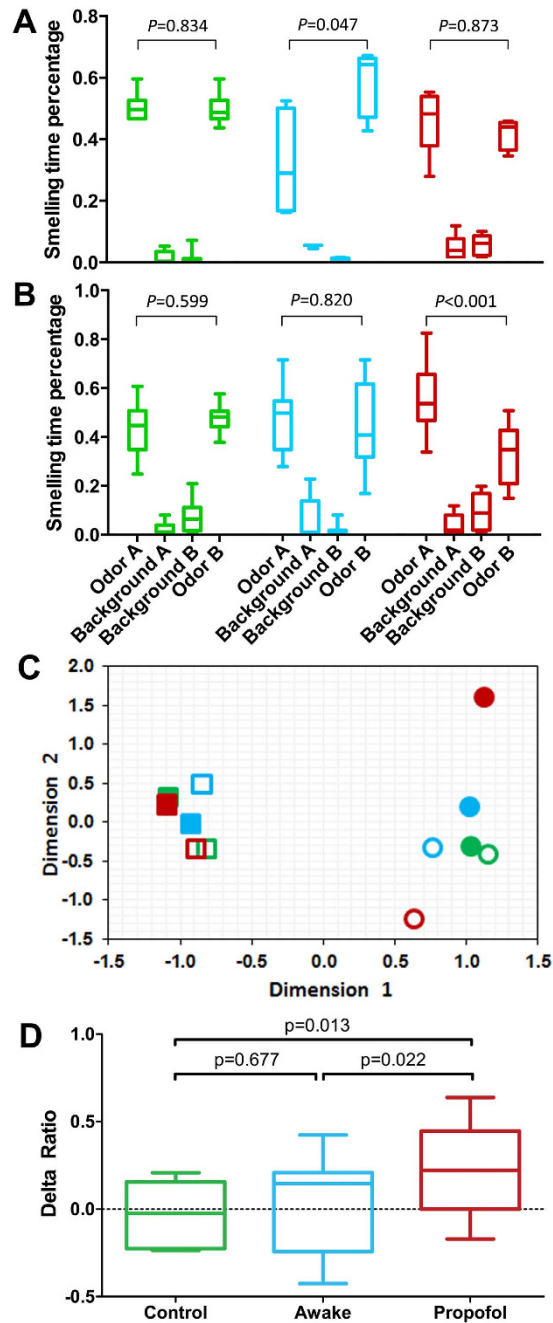 A
P=0.834 P=0.047 P=0.873
Smelling time percentage
0.8
0.6
0.4
0.2
0.0
B
P=0.599 P=0.820 P<0.001
Smelling time percentage
1.0
0.8
0.6
0.4
0.2
0.0
Odor A
Background A
Background B
Odor B
Odor A
Background A
Background B
Odor B
Odor A
Background A
Background B
Odor B
C
Dimension 2
2.0
1.5
1.0
0.5
0.0
-0.5
-1.0
-1.5
-1.5 -1.0 -0.5 0.0 0.5 1.0 1.5
Dimension 1
D
p=0.013
p=0.677 p=0.022
Delta Ratio
1.0
0.5
0.0
-0.5
Control Awake Propofol